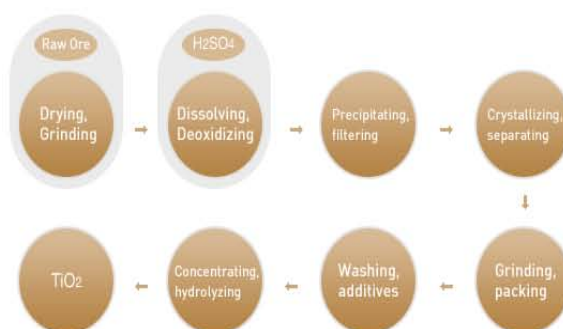 Raw Ore
Drying,
Grinding
H2SO4
Dissolving,
Deoxidizing
Precipitating,
filtering
Crystallizing,
separating
Grinding,
packing
Washing,
additives
Concentrating,
hydrolyzing
TiO2